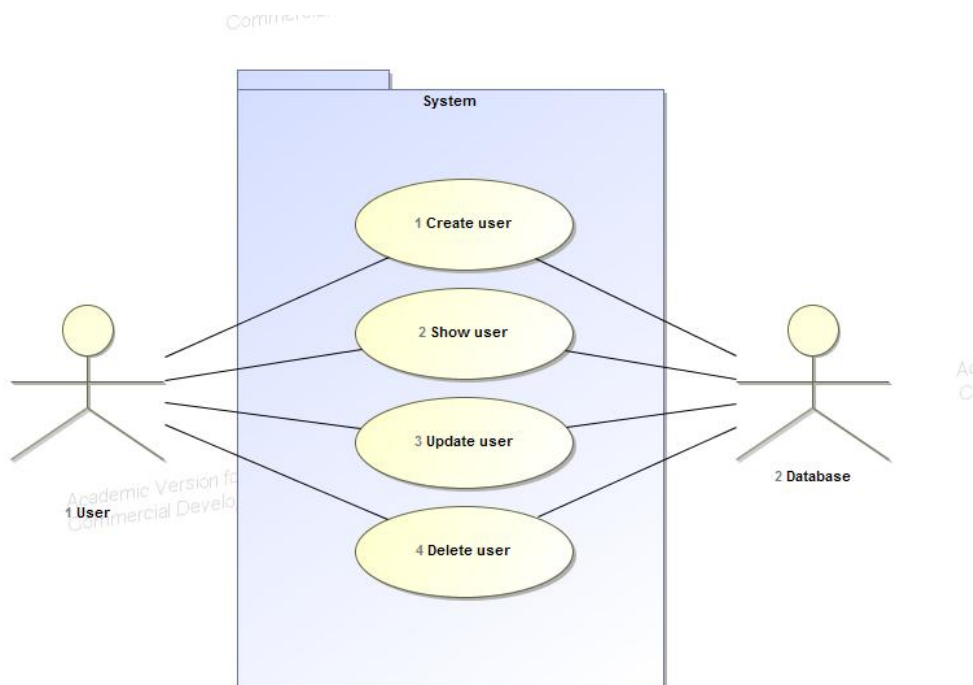 System
1 Create user
2 Show user
3 Update user
2 Database
Academic Version for
Commercial Develo
1 User
4 Delete user